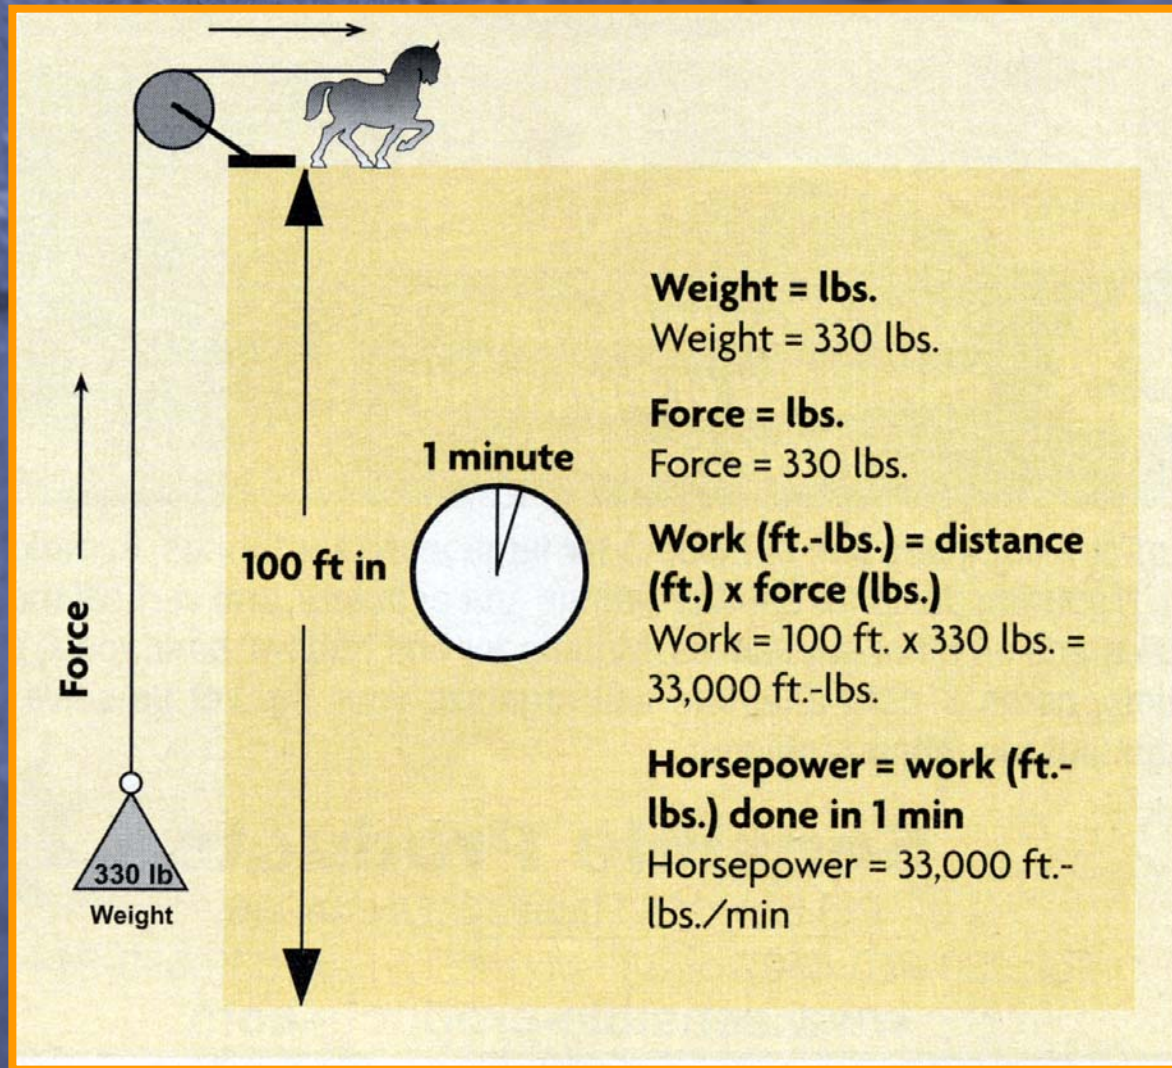 Weight = lbs.
Weight = 330 lbs.
Force = lbs.
Force = 330 lbs.
1 minute
Work (ft.-lbs.) = distance
(ft.) x force (lbs.)
Work = 100 ft. x 330 lbs. =
33,000 ft.-lbs.
100 ft in
Force
Horsepower = work (ft.-
lbs.) done in 1 min
Horsepower = 33,000 ft.-
lbs./min
330 lb
Weight